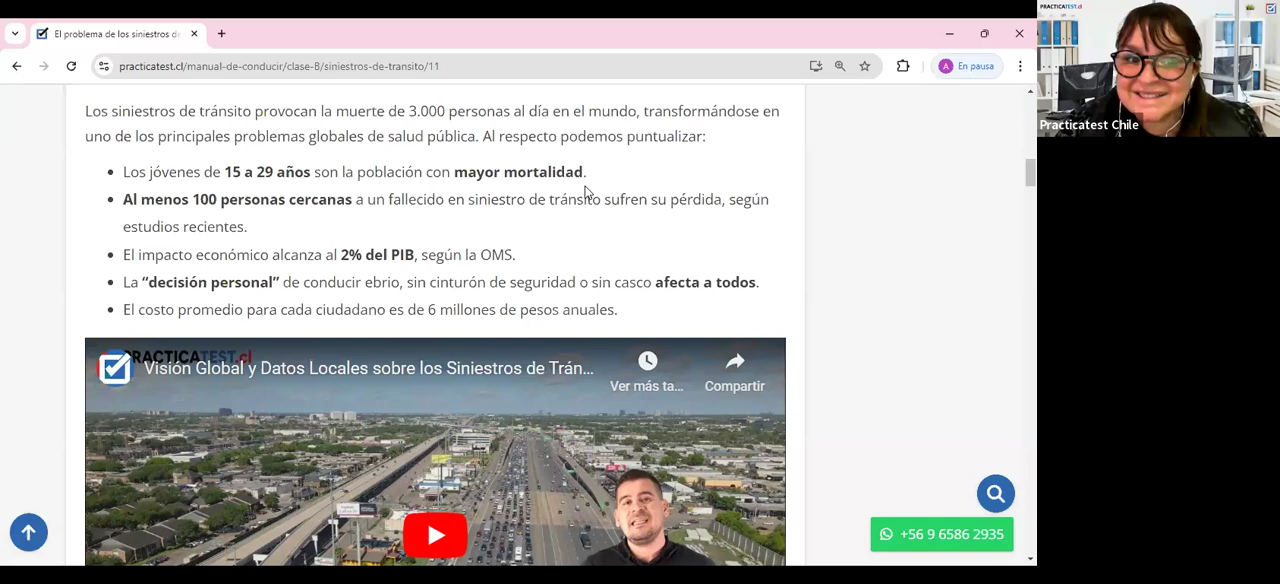 El problema de los siniestros de
practicatest.cl/manual-de-conducir/clase-B/siniestros-de-transito/11
A
En pausa
Los siniestros de tránsito provocan la muerte de 3.000 personas al día en el mundo, transformándose en
uno de los principales problemas globales de salud pública. Al respecto podemos puntualizar:
Los jóvenes de 15 a 29 años son la población con mayor mortalidad.
Al menos 100 personas cercanas a un fallecido en siniestro de tránsito sufren su pérdida, según
estudios recientes.
El impacto económico alcanza al 2% del PIB, según la OMS.
La “decisión personal” de conducir ebrio, sin cinturón de seguridad o sin casco afecta a todos.
El costo promedio para cada ciudadano es de 6 millones de pesos anuales.
PRACTICATEST.cl
Visión Global y Datos Locales sobre los Siniestros de Trán...
Ver más ta...
Compartir
+56 9 6586 2935
PRACTICATEST.cl
Practicatest Chile